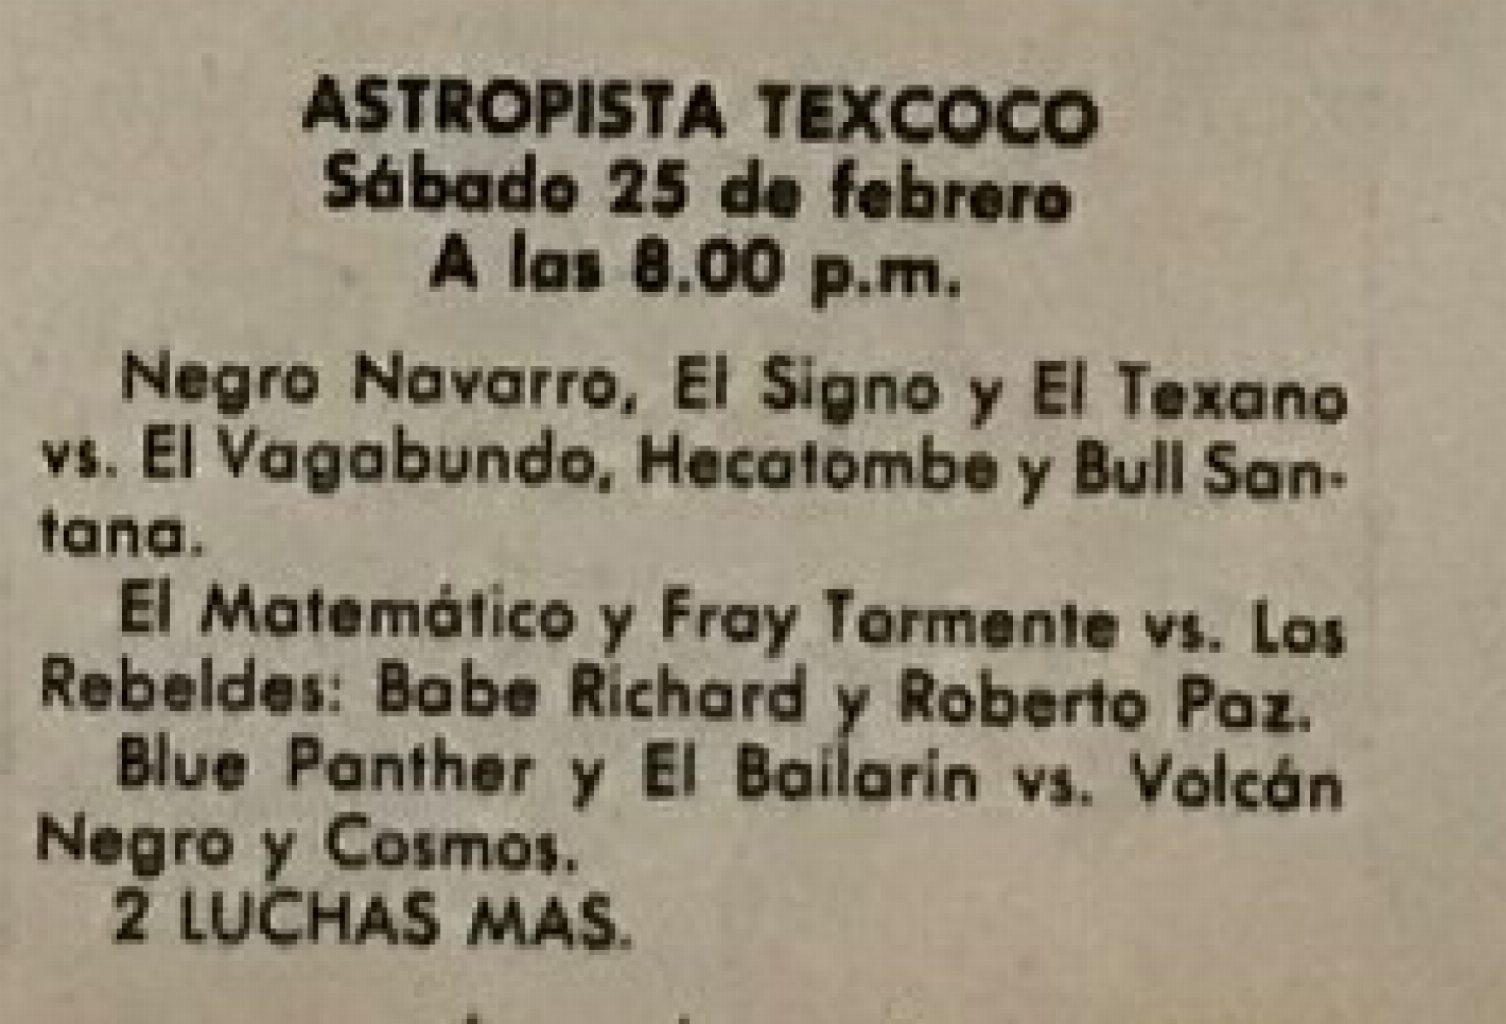 ASTROPISTA TEXCOCO
Sábado 25 de febrero
A las 8.00 p.m.
Negro Navarro, El Signo y El Texano
vs. El Vagabundo, Hecatombe y Bull San-
tana.
El Matemático y Fray Tormente vs. Los
Rebeldes: Babe Richard y Roberto Paz.
Blue Panther y El Bailarín vs. Volcán
Negro y Cosmos.
2 LUCHAS MAS.